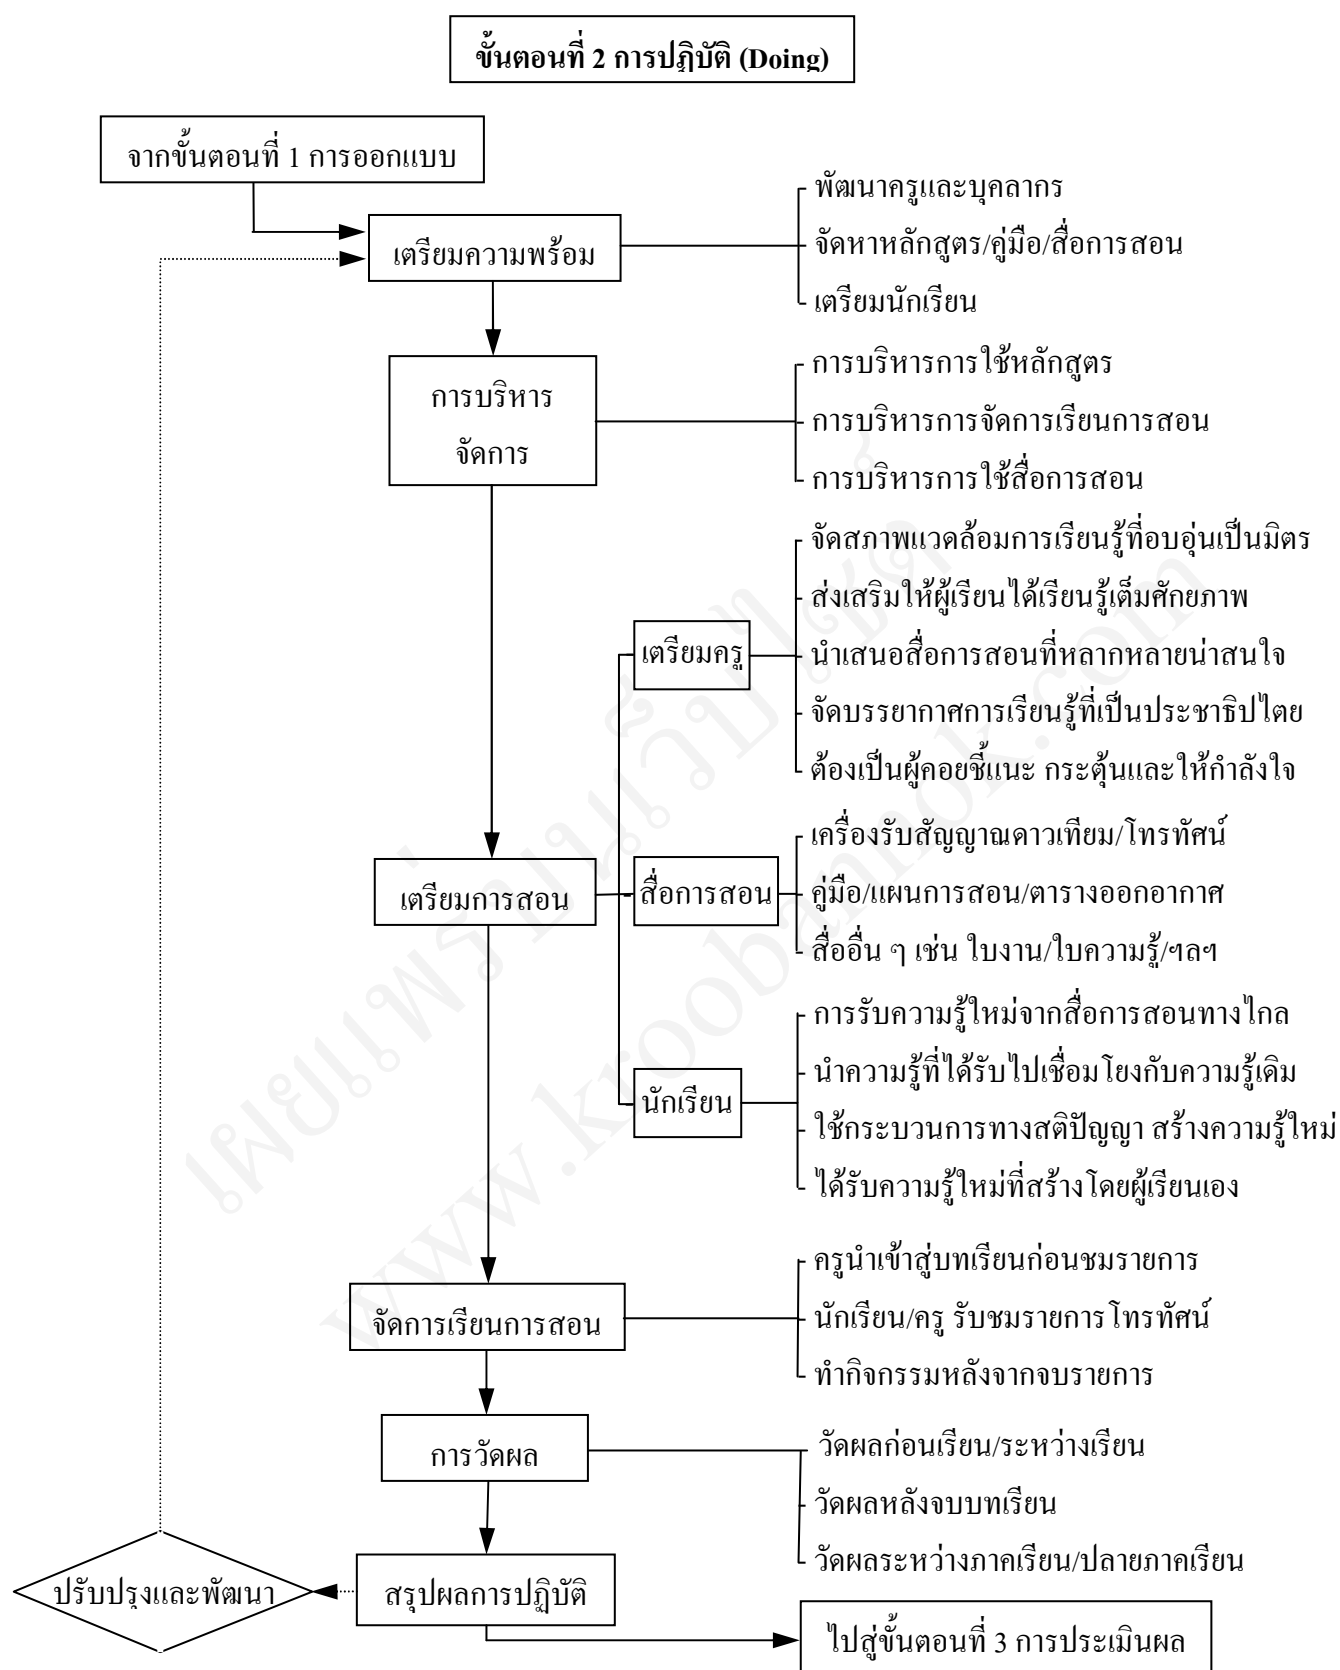 ขั้นตอนที่ 2 การปฏิบัติ (Doing)
จากขั้นตอนที่ 1 การออกแบบ
เตรียมความพร้อม
- พัฒนาครูและบุคลากร
- จัดหาหลักสูตร/คู่มือ/สื่อการสอน
- เตรียมนักเรียน
การบริหาร
จัดการ
- การบริหารการใช้หลักสูตร
- การบริหารการจัดการเรียนการสอน
- การบริหารการใช้สื่อการสอน
เตรียมการสอน
เตรียมครู
- จัดสภาพแวดล้อมการเรียนรู้ที่อบอุ่นเป็นมิตร
- ส่งเสริมให้ผู้เรียนได้เรียนรู้เต็มศักยภาพ
- นำเสนอสื่อการสอนที่หลากหลายน่าสนใจ
- จัดบรรยากาศการเรียนรู้ที่เป็นประชาธิปไตย
- ต้องเป็นผู้คอยชี้แนะ กระตุ้นและให้กำลังใจ
สื่อการสอน
- เครื่องรับสัญญาณดาวเทียม/โทรทัศน์
- คู่มือ/แผนการสอน/ตารางออกอากาศ
- สื่ออื่น ๆ เช่น ใบงาน/ใบความรู้/ฯลฯ
นักเรียน
- การรับความรู้ใหม่จากสื่อการสอนทางไกล
- นำความรู้ที่ได้รับไปเชื่อมโยงกับความรู้เดิม
- ใช้กระบวนการทางสติปัญญา สร้างความรู้ใหม่
- ได้รับความรู้ใหม่ที่สร้างโดยผู้เรียนเอง
จัดการเรียนการสอน
- ครูนำเข้าสู่บทเรียนก่อนชมรายการ
- นักเรียน/ครู รับชมรายการโทรทัศน์
- ทำกิจกรรมหลังจากจบรายการ
การวัดผล
วัดผลก่อนเรียน/ระหว่างเรียน
- วัดผลหลังจบบทเรียน
- วัดผลระหว่างภาคเรียน/ปลายภาคเรียน
สรุปผลการปฏิบัติ
ปรับปรุงและพัฒนา
ไปสู่ขั้นตอนที่ 3 การประเมินผล
เผยแพร่บนเว็บไซต์
www.kroobannok.com